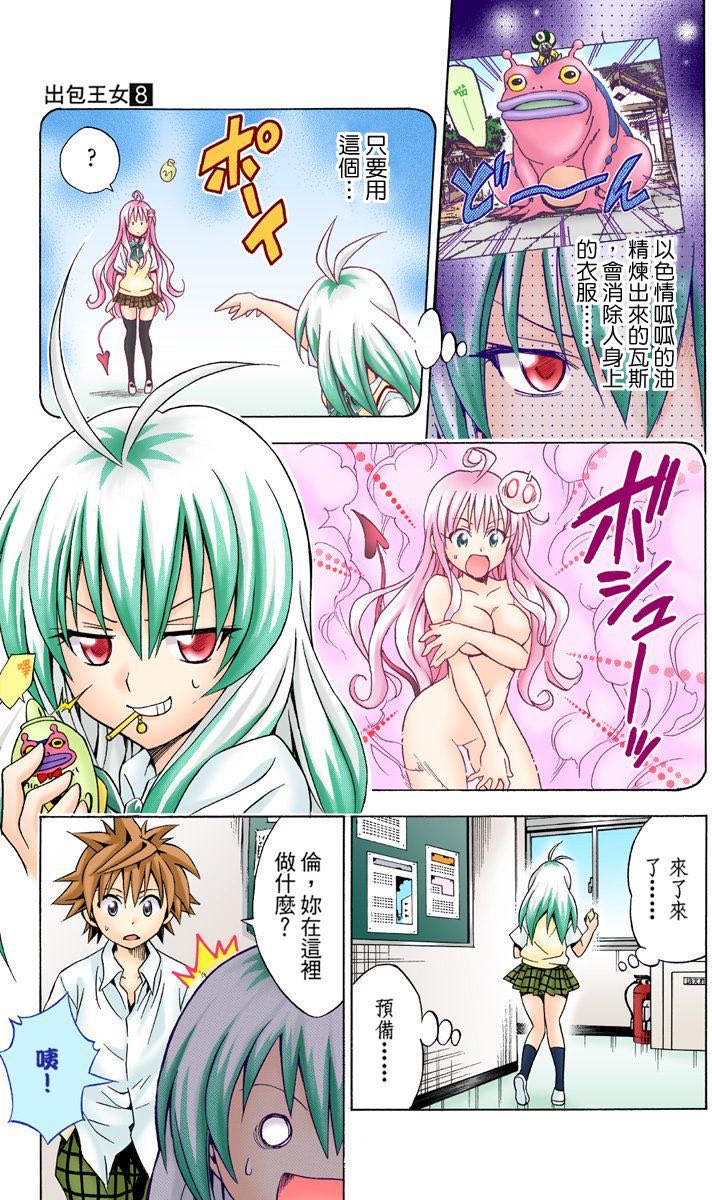 出包王女8
喵——
ど〜〜ん
以色情呱呱的油
精煉出來的瓦斯
，會消除人身上
的衣服……
只要用
這個…
ポーイ
?
ボシュー
嗶
來了來
了……
預備……
倫，妳在這裡
做什麼？
咦！